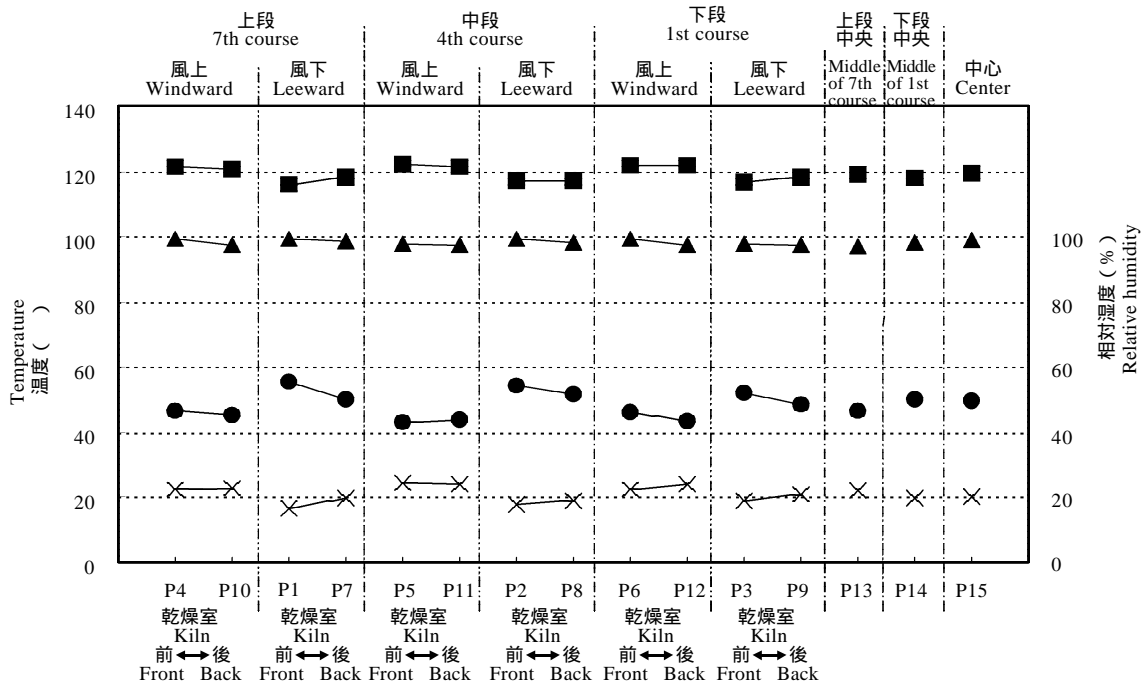 上段 中段 下段 上段 下段
7th course 4th course 1st course 中央 中央
風上 風下 風上 風下 風上 風下 Middle Middle 中心
Windward Leeward Windward Leeward Windward Leeward of 7th of 1st Center
course course
140
120
100 100
80 80
60 60
40 40
20 20
0 0
Temperature
温度( )
相対湿度(%)
Relative humidity
P4 P10 P1 P7 P5 P11 P2 P8 P6 P12 P3 P9 P13 P14 P15
乾燥室 乾燥室 乾燥室 乾燥室 乾燥室 乾燥室
Kiln Kiln Kiln Kiln Kiln Kiln
前 ↔ 後 前 ↔ 後 前 ↔ 後 前 ↔ 後 前 ↔ 後 前 ↔ 後
Front Back Front Back Front Back Front Back Front Back Front Back